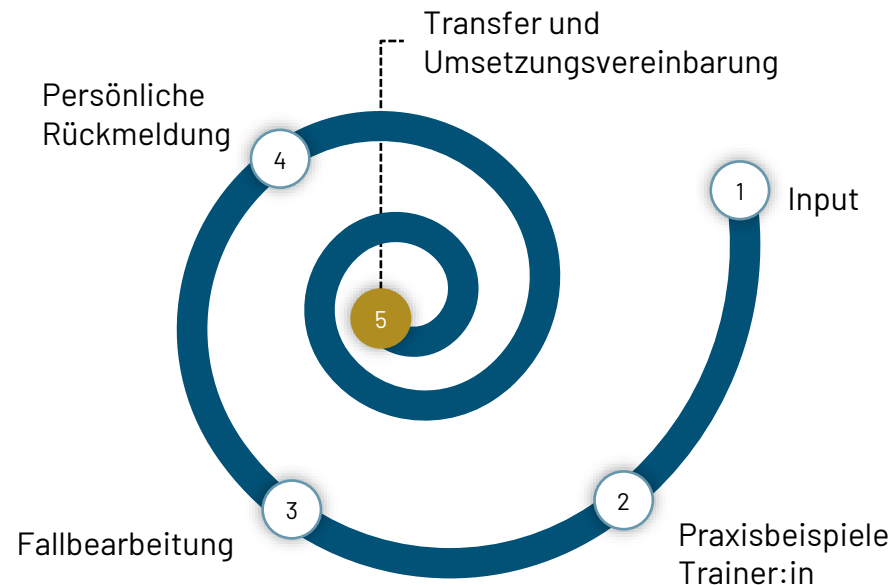 Transfer und
Umsetzungsvereinbarung
Persönliche
Rückmeldung
4
1
Input
5
3
2
Fallbearbeitung
Praxisbeispiele
Trainer:in